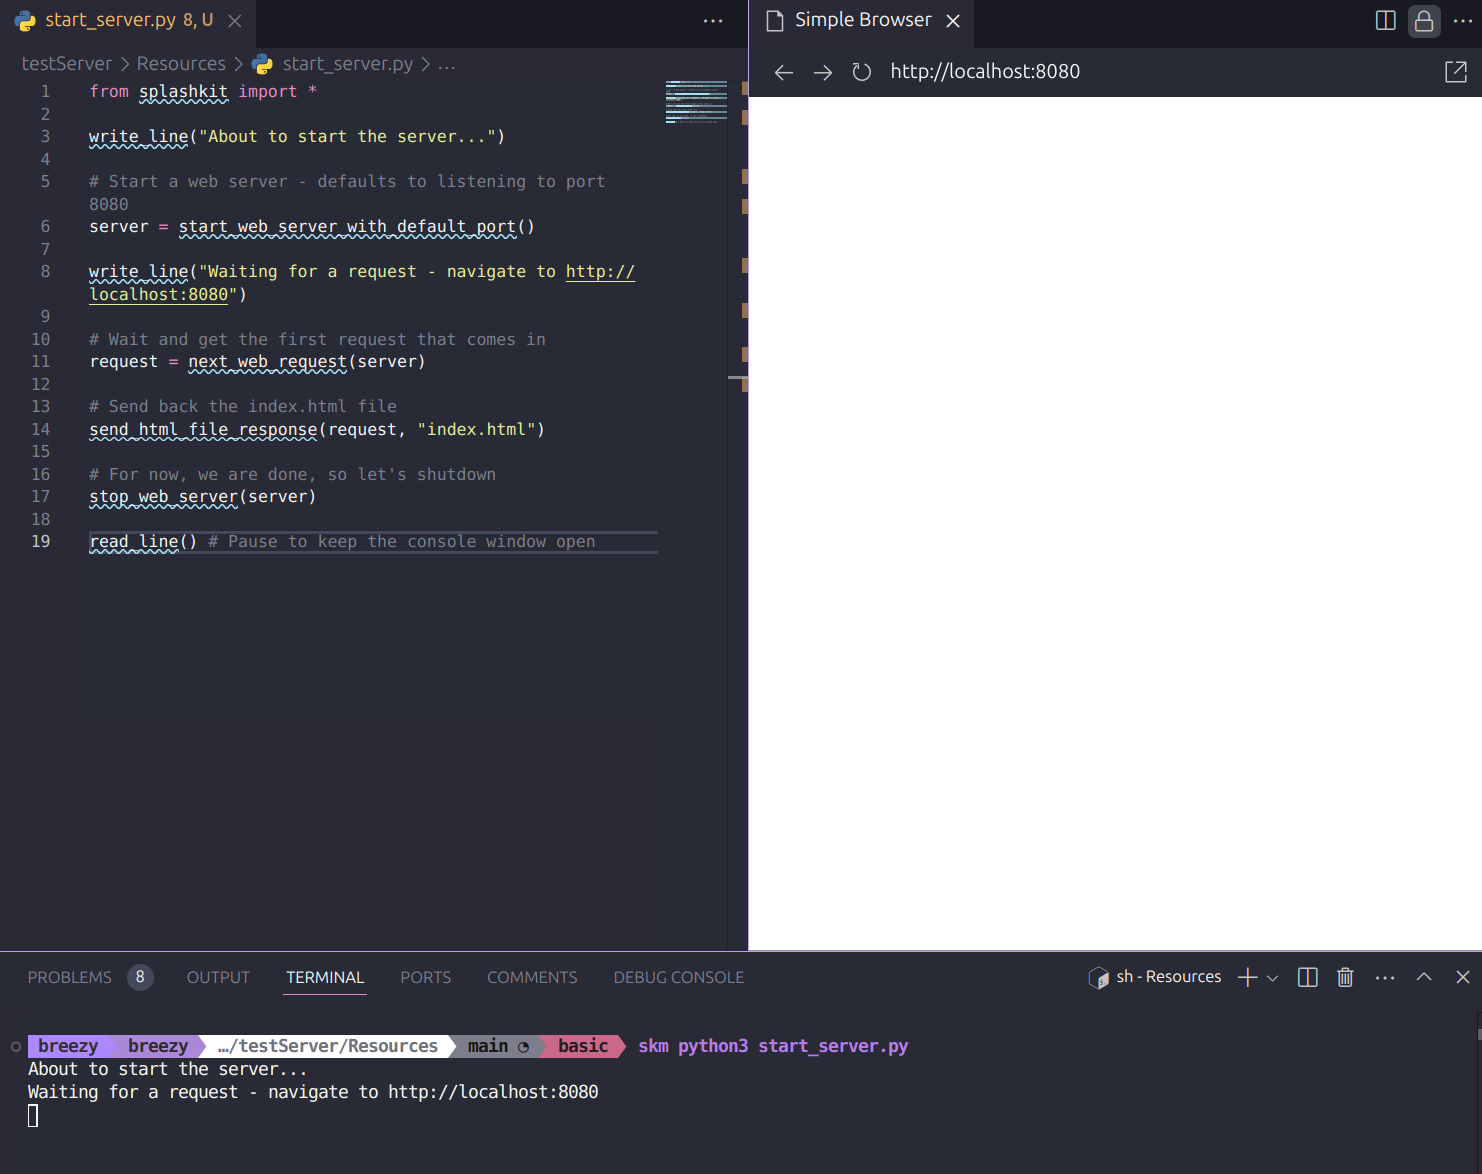 start_server.py 8, U
testServer > Resources > start_server.py > ...
1 from splashkit import *
2
3 write_line("About to start the server...")
4
5 # Start a web server - defaults to listening to port
8080
6 server = start_web_server_with_default_port()
7
8 write_line("Waiting for a request - navigate to http://
localhost:8080")
9
10 # Wait and get the first request that comes in
11 request = next_web_request(server)
12
13 # Send back the index.html file
14 send_html_file_response(request, "index.html")
15
16 # For now, we are done, so let's shutdown
17 stop_web_server(server)
18
19 read_line() # Pause to keep the console window open
Simple Browser
http://localhost:8080
PROBLEMS 8 OUTPUT TERMINAL PORTS COMMENTS DEBUG CONSOLE
sh - Resources
breezy breezy …/testServer/Resources main basic skm python3 start_server.py
About to start the server...
Waiting for a request - navigate to http://localhost:8080